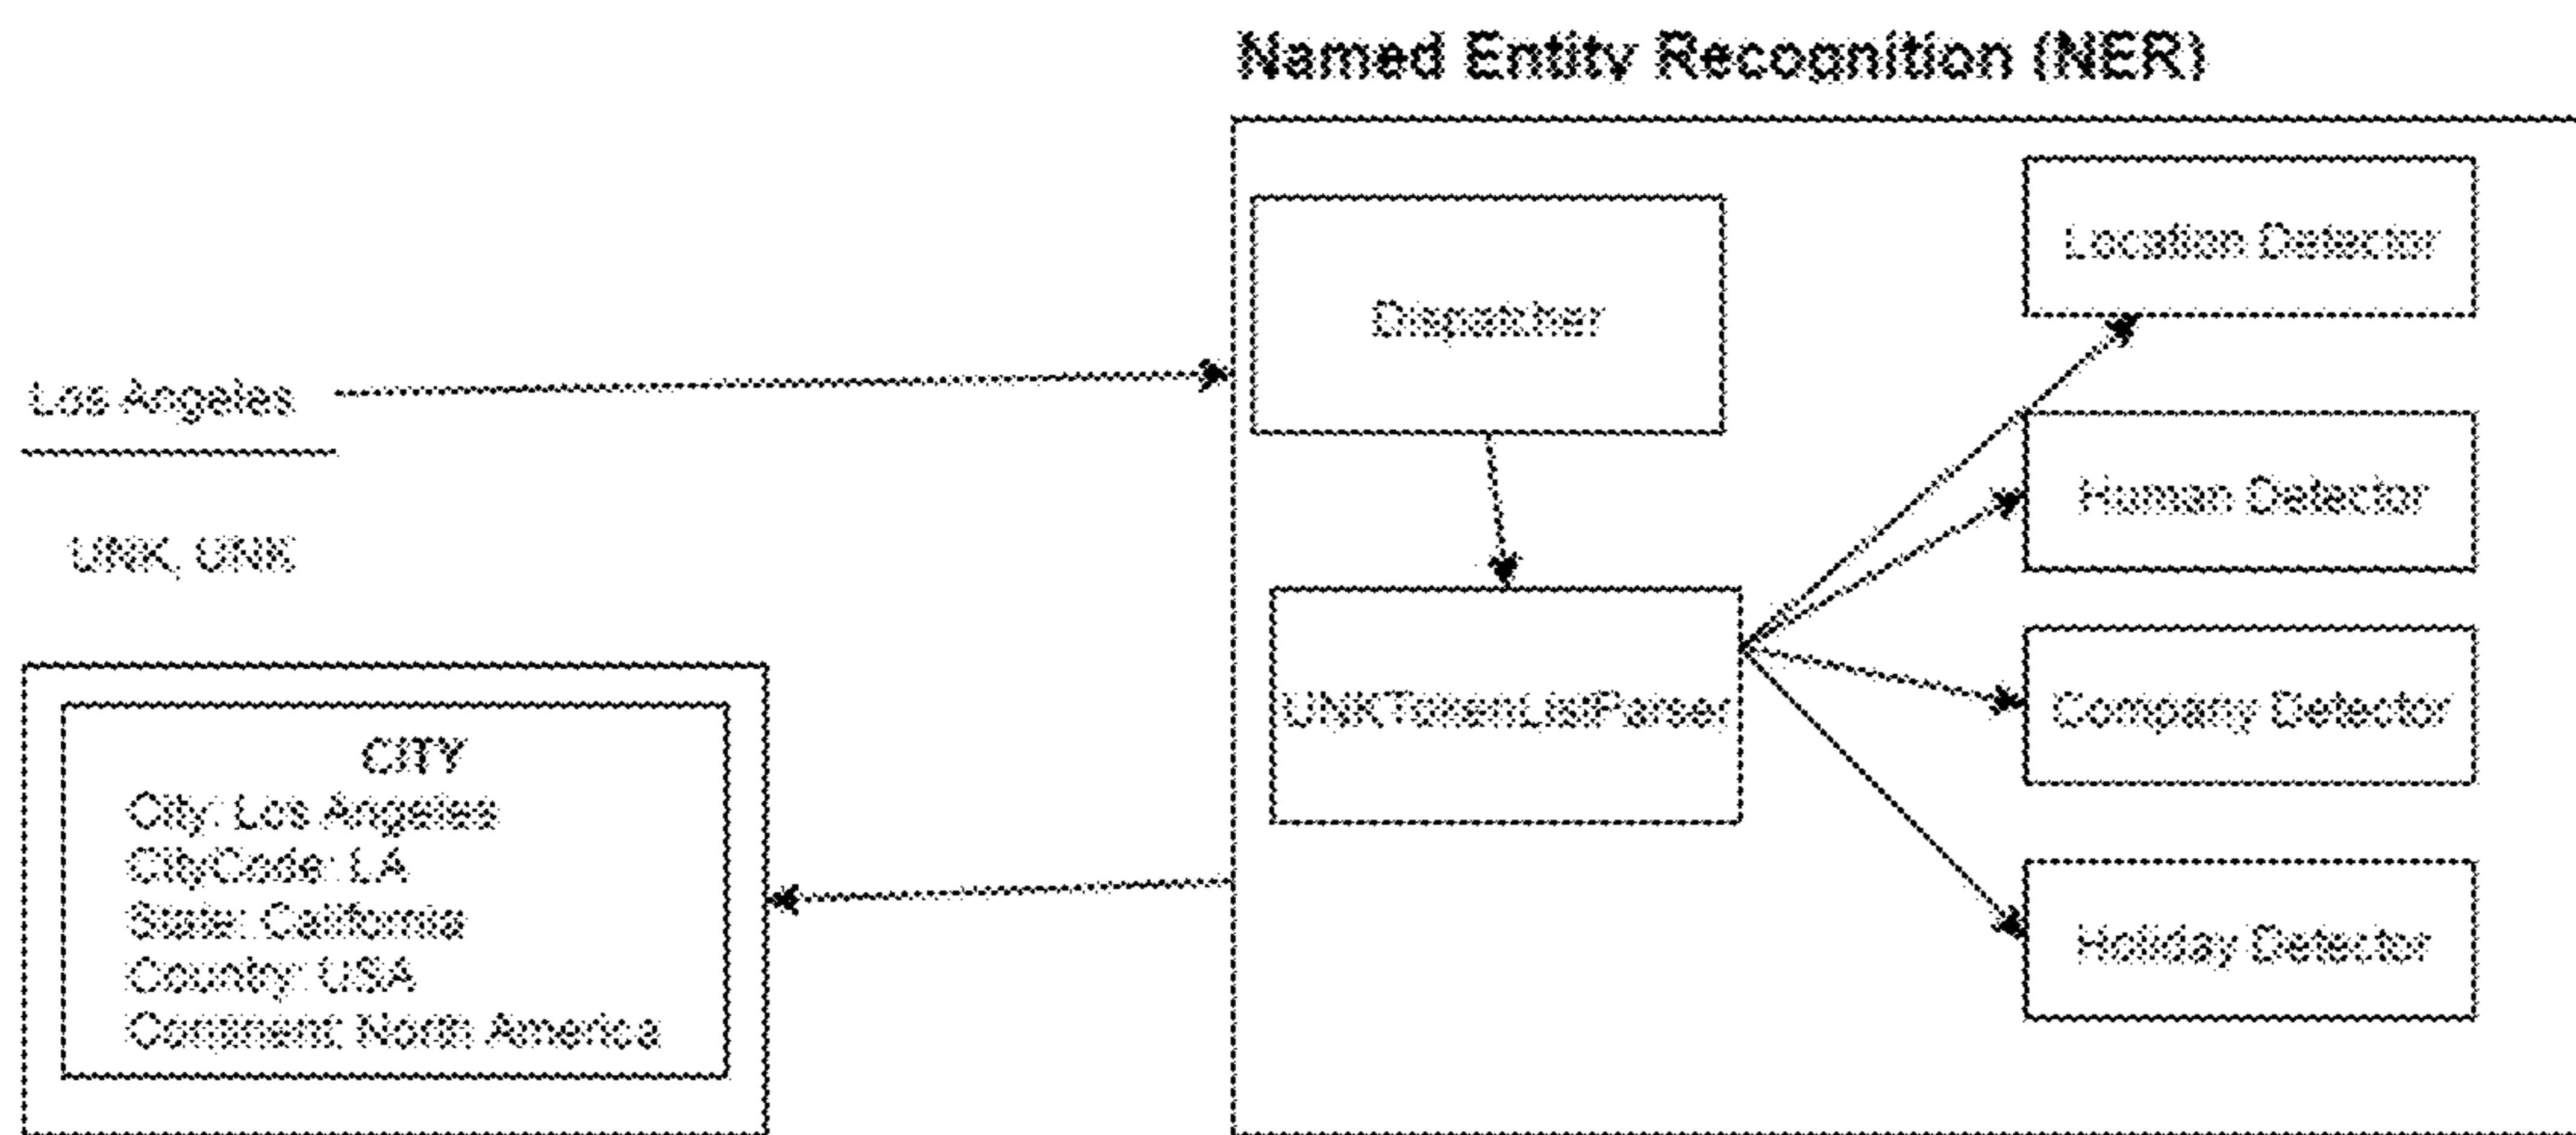 Named Entity Recognition (NER)
Dispatcher
Location Detector
Los Angeles
UNK, UNK
Human Detector
UNKTokenListParser
Company Detector
Holiday Detector
CITY
City: Los Angeles
CityCode: LA
State: California
Country: USA
Continent: North America